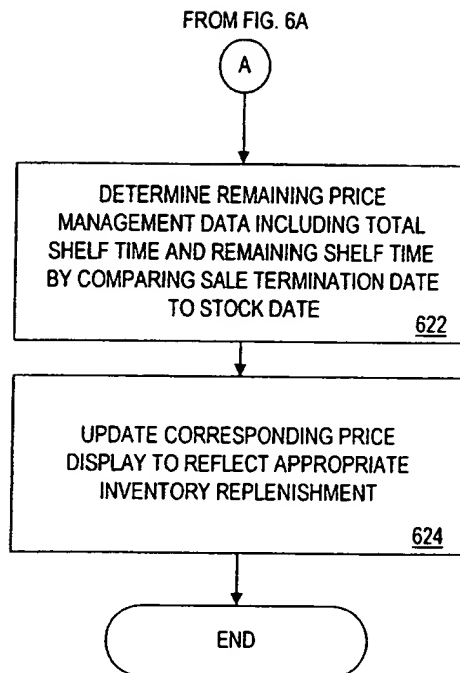 FROM FIG. 6A
A
DETERMINE REMAINING PRICE
MANAGEMENT DATA INCLUDING TOTAL
SHELF TIME AND REMAINING SHELF TIME
BY COMPARING SALE TERMINATION DATE
TO STOCK DATE
622
UPDATE CORRESPONDING PRICE
DISPLAY TO REFLECT APPROPRIATE
INVENTORY REPLENISHMENT
624
END